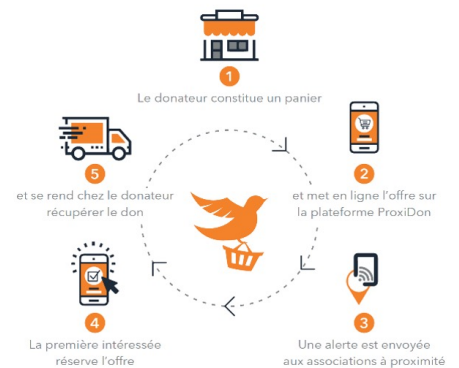 1
Le donateur constitue un panier
2
et met en ligne l'offre sur
la plateforme ProxiDon
3
Une alerte est envoyée
aux associations à proximité
4
La première intéressée
réserve l'offre
5
et se rend chez le donateur
récupérer le don